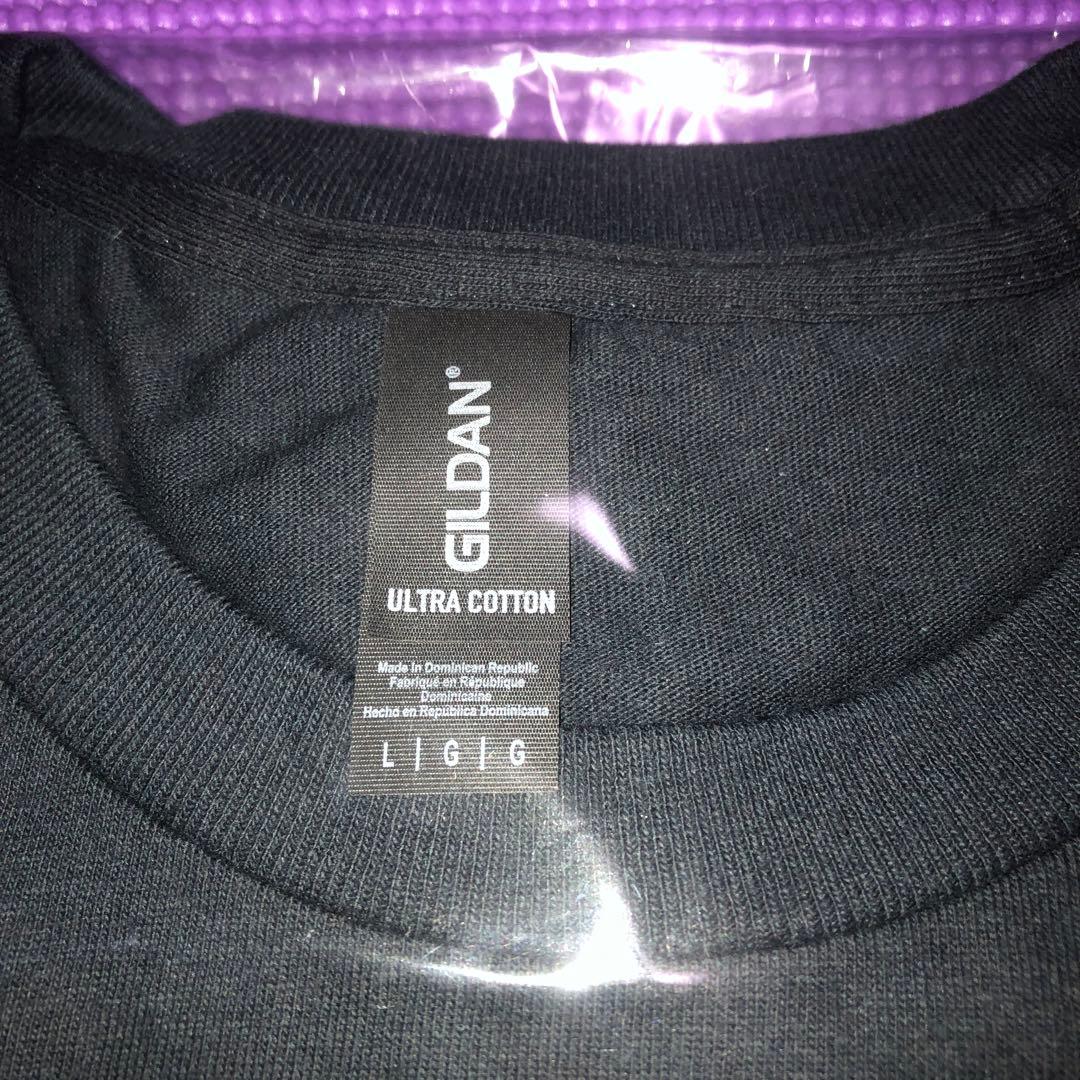 GILDAN®
ULTRA COTTON
Made in Dominican Republic
Fabriqué en République
Dominicaine
Hecho en República Dominicana
L | G | G